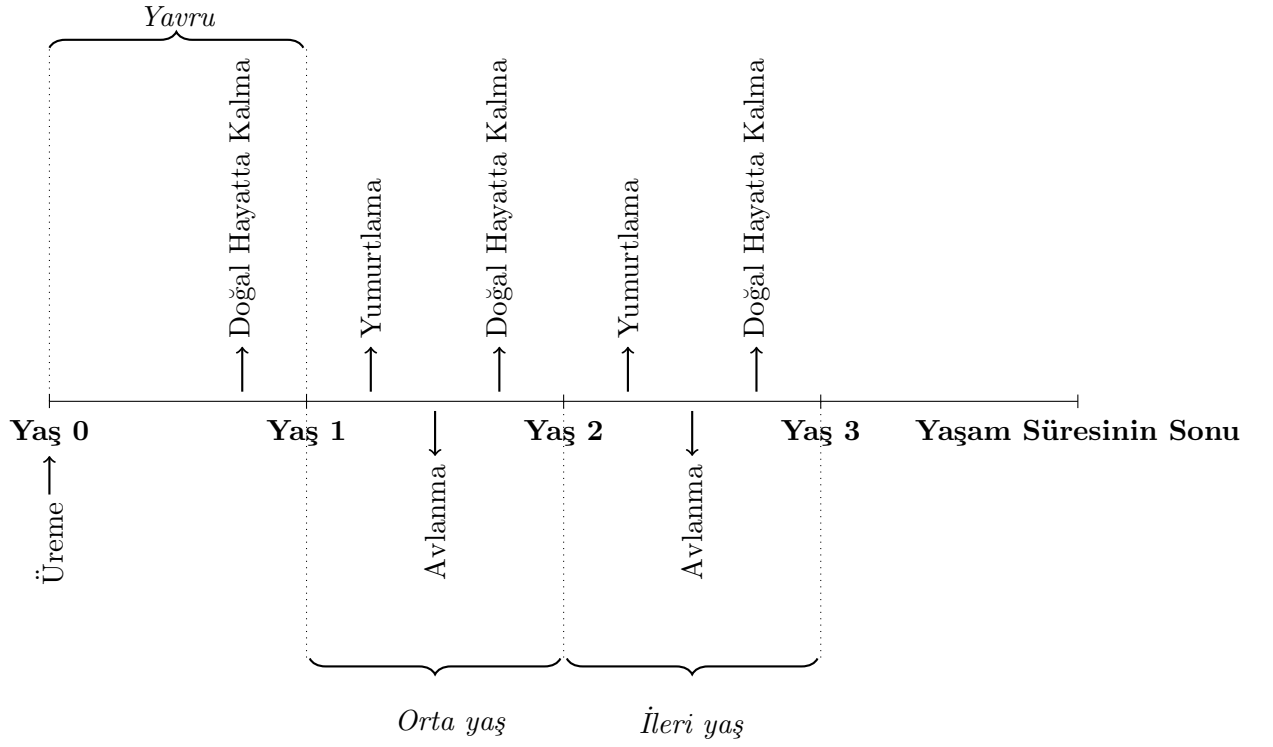 Yavru
Doğal Hayatta Kalma
Yumurtlama
Doğal Hayatta Kalma
Yumurtlama
Doğal Hayatta Kalma
Yaş 0
Yaş 1
Yaş 2
Yaş 3
Yaşam Süresinin Sonu
Üreme
Avlanma
Avlanma
Orta yaş
İleri yaş